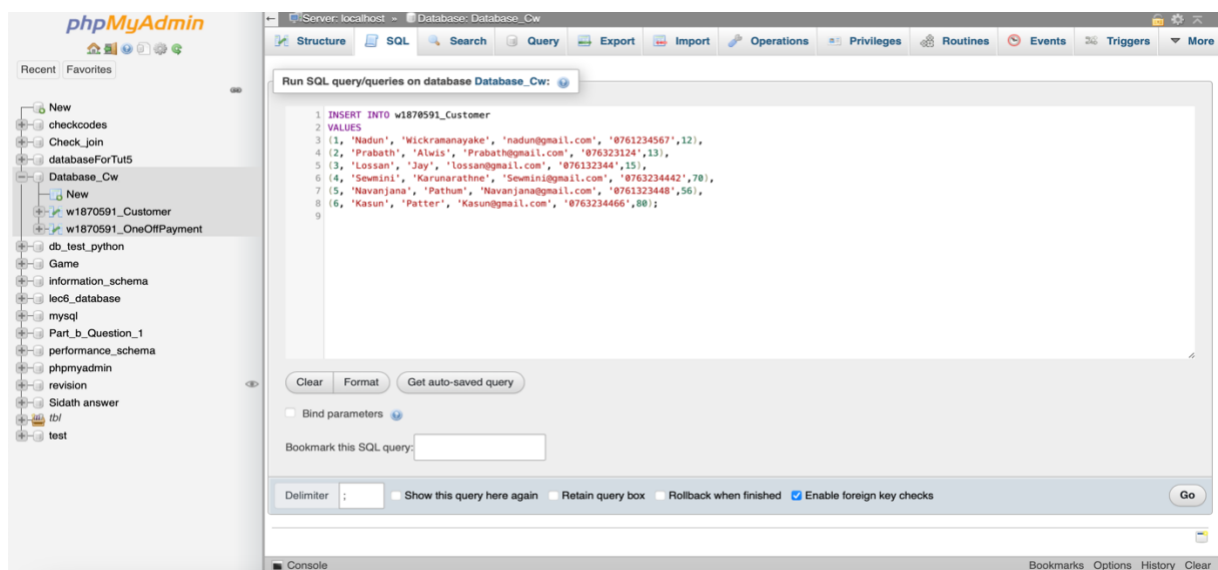 phpMyAdmin
Recent Favorites
New
checkcodes
Check_join
databaseForTut5
Database_Cw
New
w1870591_Customer
w1870591_OneOffPayment
db_test_python
Game
information_schema
lec6_database
mysql
Part_b_Question_1
performance_schema
phpmyadmin
revision
Sidath answer
tbl
test
Server: localhost » Database: Database_Cw
Structure SQL Search Query Export Import Operations Privileges Routines Events Triggers More
Run SQL query/queries on database Database_Cw:
1 INSERT INTO w1870591_Customer
2 VALUES
3 (1, 'Nadun', 'Wickramanayake', 'nadun@gmail.com', '0761234567',12),
4 (2, 'Prabath', 'Alwis', 'Prabath@gmail.com', '076323124',13),
5 (3, 'Lossan', 'Jay', 'lossan@gmail.com', '076132344',15),
6 (4, 'Sewmini', 'Karunarathne', 'Sewmini@gmail.com', '0763234442',70),
7 (5, 'Navanjana', 'Pathum', 'Navanjana@gmail.com', '0761323448',56),
8 (6, 'Kasun', 'Patter', 'Kasun@gmail.com', '0763234466',80);
9
Clear Format Get auto-saved query
Bind parameters
Bookmark this SQL query:
Delimiter ; Show this query here again Retain query box Rollback when finished Enable foreign key checks Go
Console Bookmarks Options History Clear